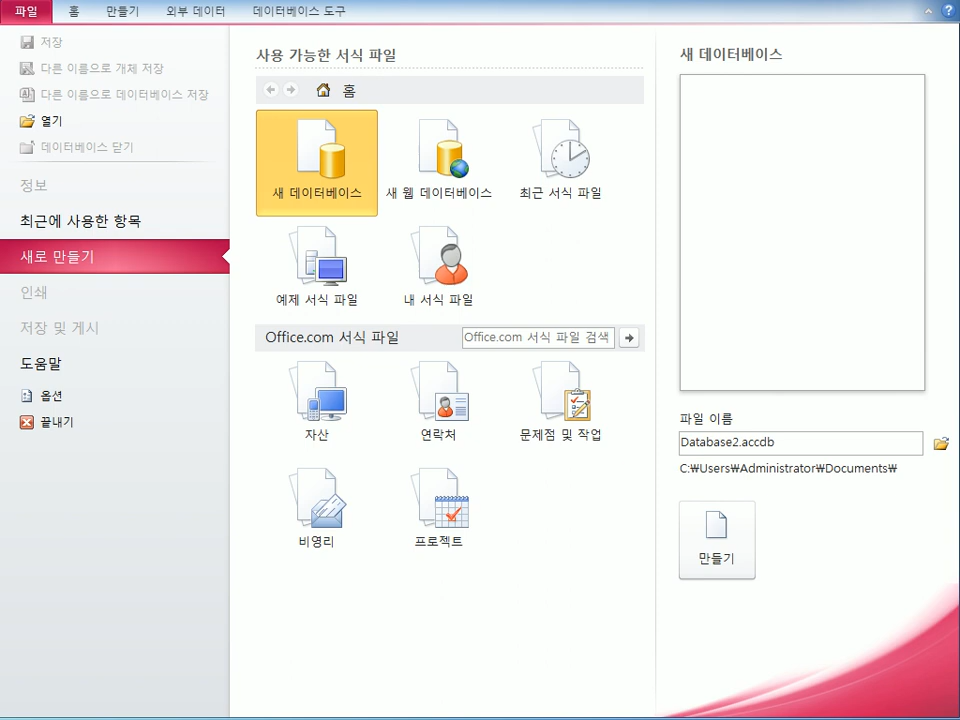 파일 홈 만들기 외부 데이터 데이터베이스 도구
저장
다른 이름으로 개체 저장
다른 이름으로 데이터베이스 저장
열기
데이터베이스 닫기
정보
최근에 사용한 항목
새로 만들기
인쇄
저장 및 게시
도움말
옵션
끝내기
사용 가능한 서식 파일
홈
새 데이터베이스 새 웹 데이터베이스 최근 서식 파일
예제 서식 파일 내 서식 파일
Office.com 서식 파일 Office.com 서식 파일 검색
자산 연락처 문제점 및 작업
비영리 프로젝트
새 데이터베이스
파일 이름
Database2.accdb
C:₩Users₩Administrator₩Documents₩
만들기